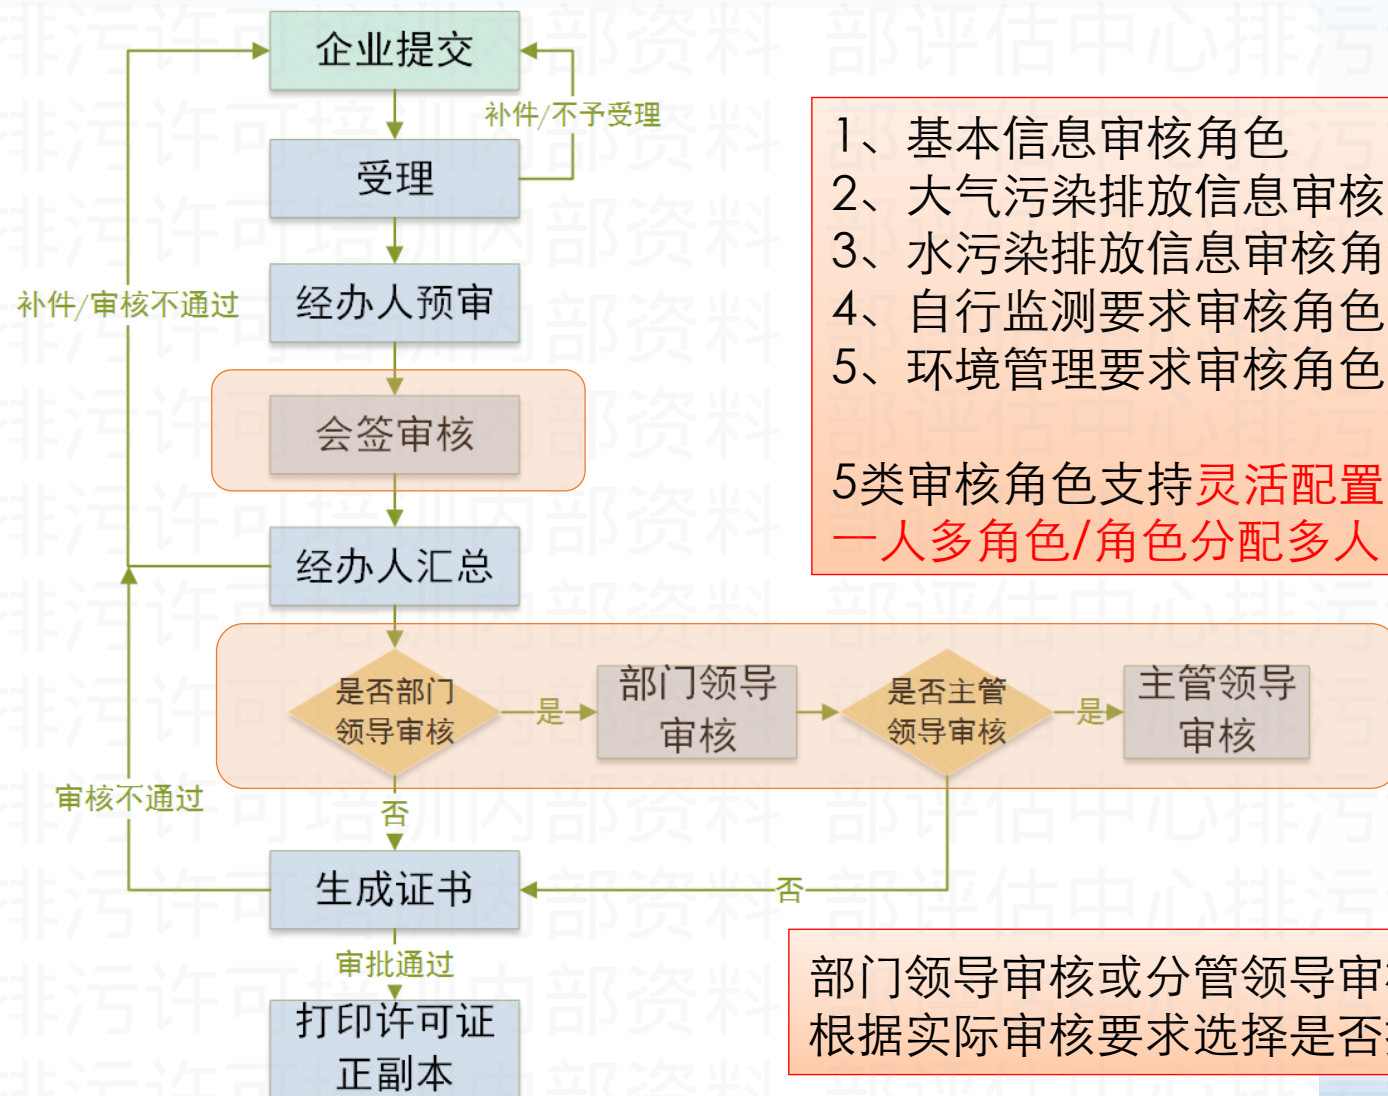 企业提交
补件/不予受理
受理
经办人预审
补件/审核不通过
会签审核
经办人汇总
是否部门
领导审核
是
部门领导
审核
是否主管
领导审核
是
主管领导
审核
审核不通过
否
生成证书
否
审批通过
打印许可证
正副本
1、基本信息审核角色
2、大气污染排放信息审核
3、水污染排放信息审核角
4、自行监测要求审核角色
5、环境管理要求审核角色
5类审核角色支持灵活配置
一人多角色/角色分配多人
部门领导审核或分管领导审
根据实际审核要求选择是否